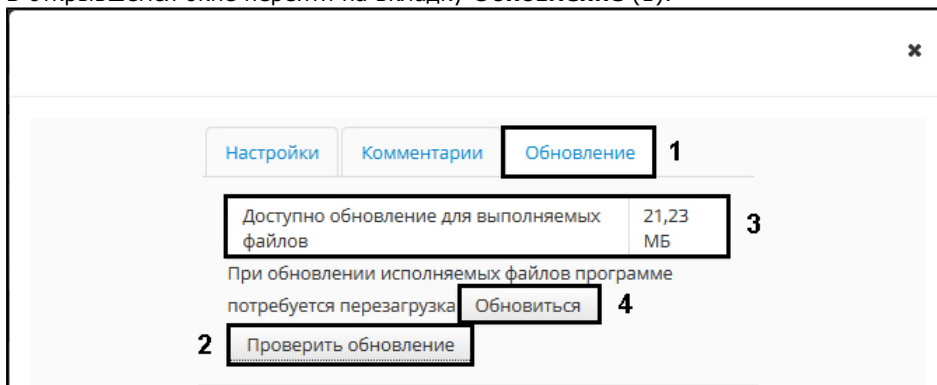 В открывшемся окне перейти на вкладку Обновление (1).
✖
Настройки Комментарии Обновление 1
Доступно обновление для выполняемых 21,23
файлов МБ 3
При обновлении исполняемых файлов программе
потребуется перезагрузка Обновиться 4
2 Проверить обновление